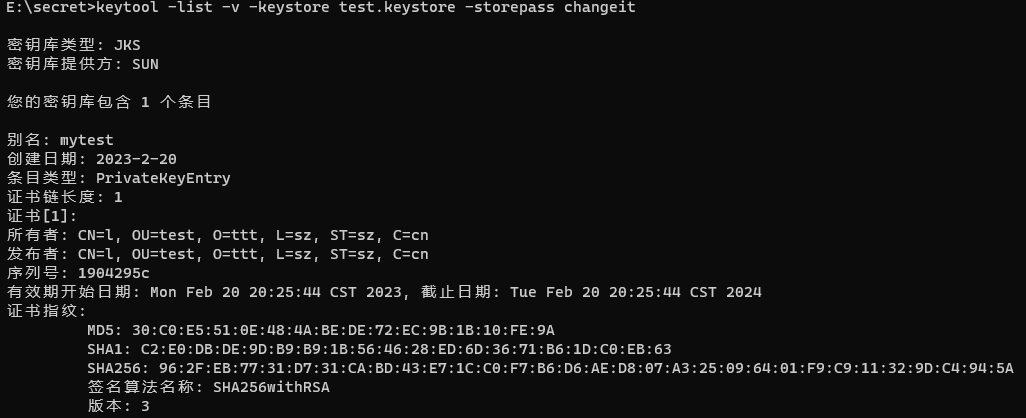 E:\secret>keytool -list -v -keystore test.keystore -storepass changeit
密钥库类型: JKS
密钥库提供方: SUN
您的密钥库包含 1 个条目
别名: mytest
创建日期: 2023-2-20
条目类型: PrivateKeyEntry
证书链长度: 1
证书[1]:
所有者: CN=l, OU=test, O=ttt, L=sz, ST=sz, C=cn
发布者: CN=l, OU=test, O=ttt, L=sz, ST=sz, C=cn
序列号: 1904295c
有效期开始日期: Mon Feb 20 20:25:44 CST 2023, 截止日期: Tue Feb 20 20:25:44 CST 2024
证书指纹:
MD5: 30:C0:E5:51:0E:48:4A:BE:DE:72:EC:9B:1B:10:FE:9A
SHA1: C2:E0:DB:DE:9D:B9:B9:1B:56:46:28:ED:6D:36:71:B6:1D:C0:EB:63
SHA256: 96:2F:EB:77:31:D7:31:CA:BD:43:E7:1C:C0:F7:B6:D6:AE:D8:07:A3:25:09:64:01:F9:C9:11:32:9D:C4:94:5A
签名算法名称: SHA256withRSA
版本: 3